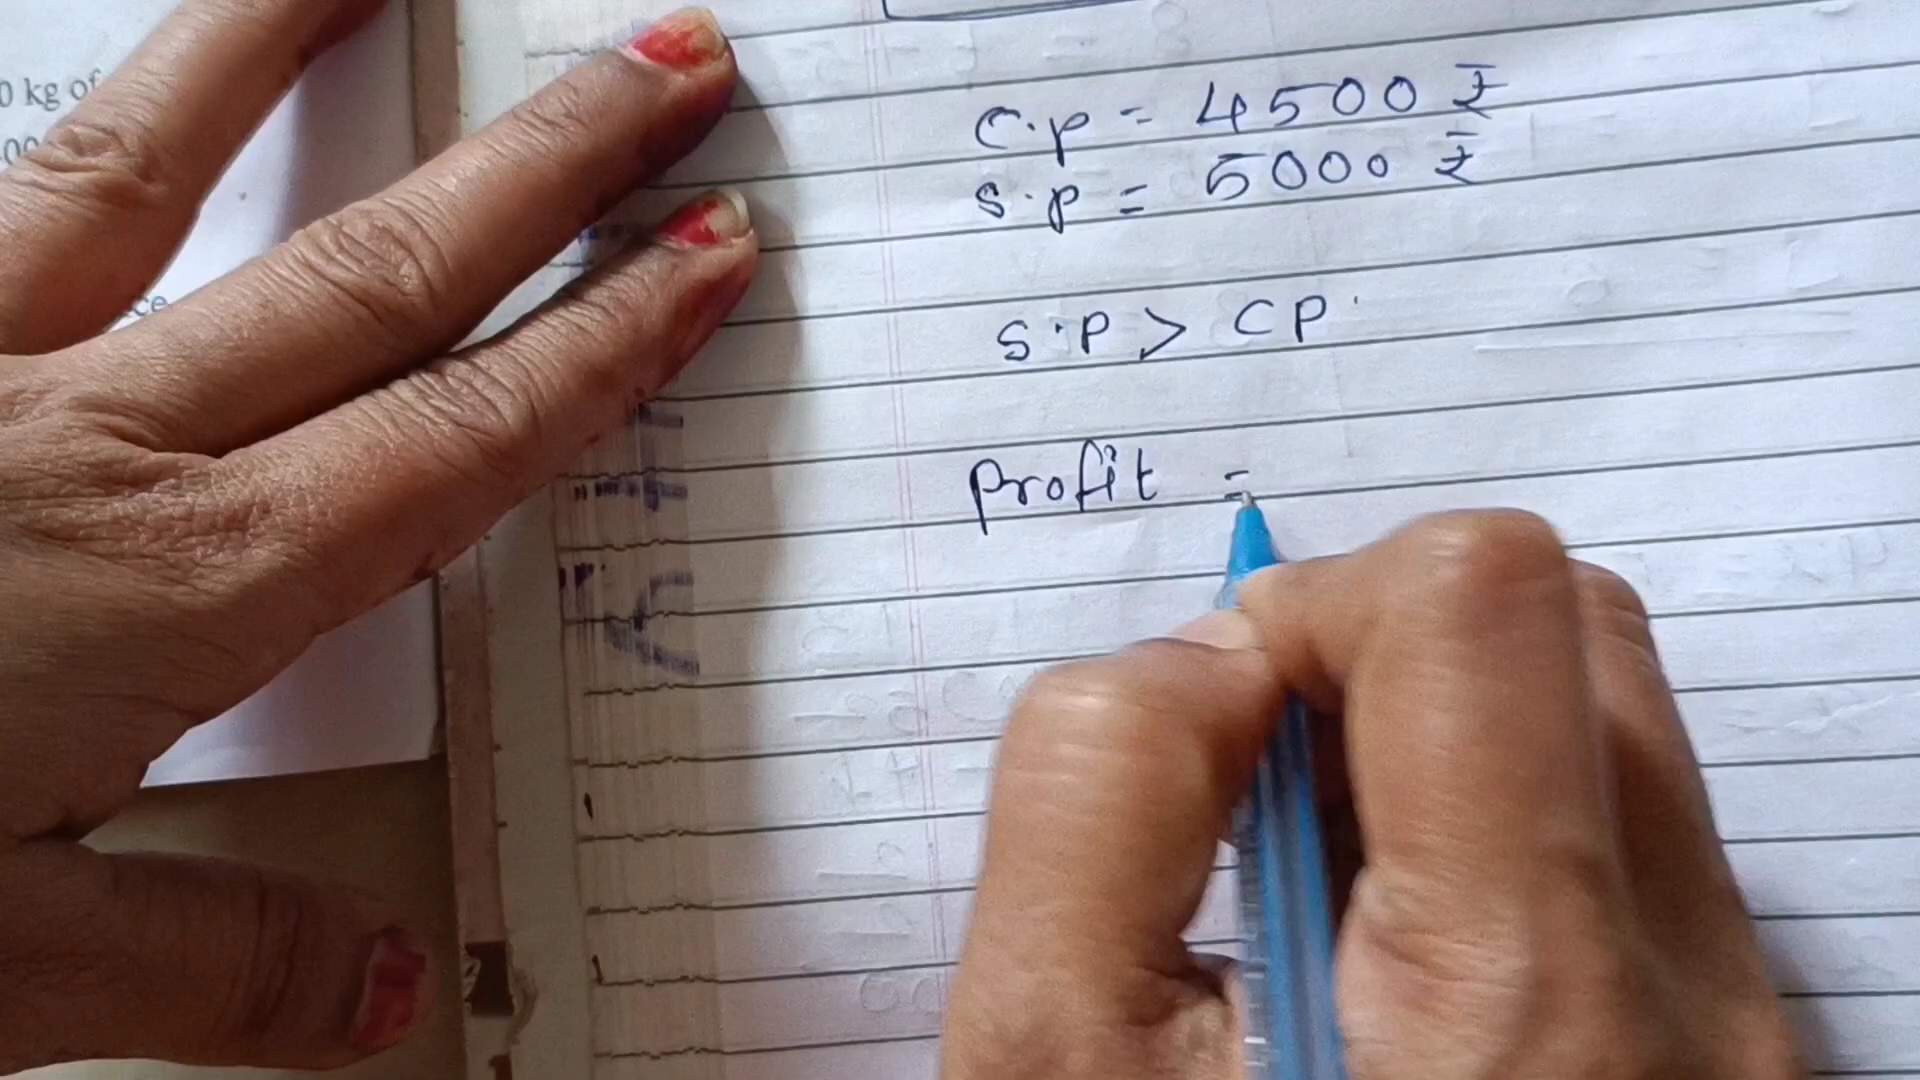 0 kg of
C.P = 4500 ₹
S.P = 5000 ₹
S.P > CP.
Profit =